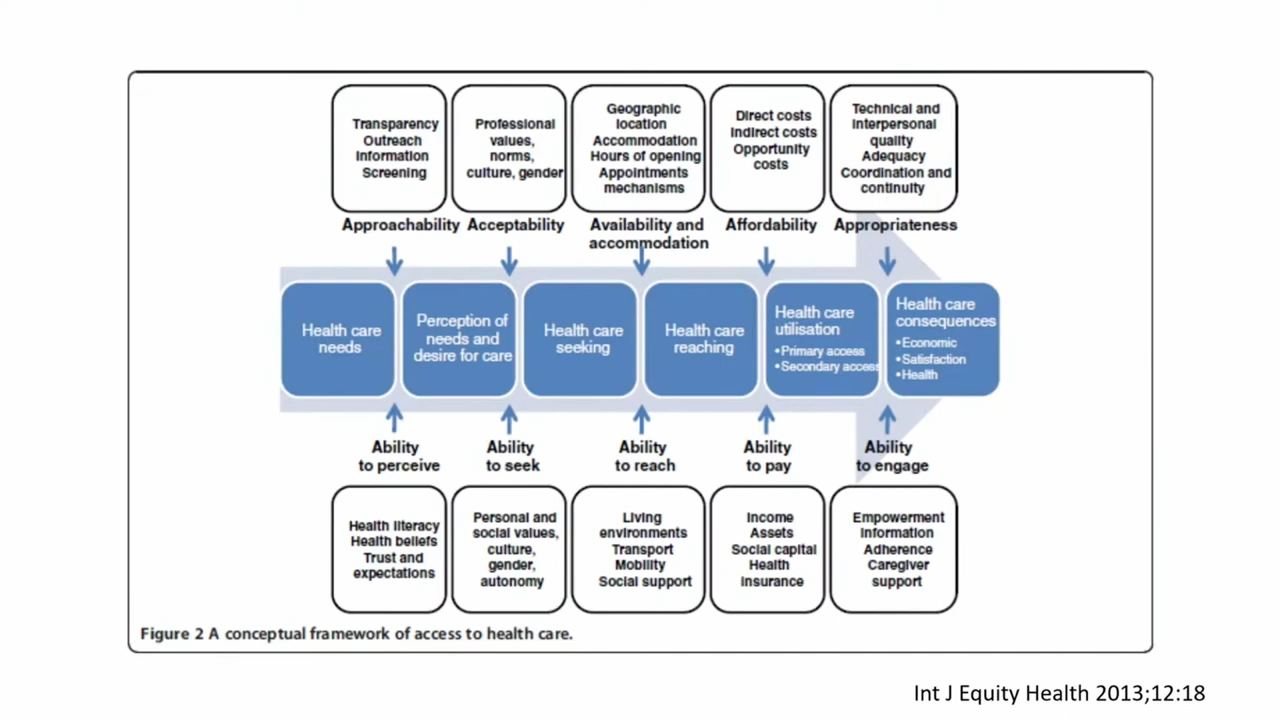 Transparency
Outreach
Information
Screening
Professional
values,
norms,
culture, gender
Geographic
location
Accommodation
Hours of opening
Appointments
mechanisms
Direct costs
Indirect costs
Opportunity
costs
Technical and
interpersonal
quality
Adequacy
Coordination and
continuity
Approachability
Acceptability
Availability and
accommodation
Affordability
Appropriateness
Health care
needs
Perception of
needs and
desire for care
Health care
seeking
Health care
reaching
Health care
utilisation
•Primary access
•Secondary access
Health care
consequences
•Economic
•Satisfaction
•Health
Ability
to perceive
Ability
to seek
Ability
to reach
Ability
to pay
Ability
to engage
Health literacy
Health beliefs
Trust and
expectations
Personal and
social values,
culture,
gender,
autonomy
Living
environments
Transport
Mobility
Social support
Income
Assets
Social capital
Health
insurance
Empowerment
Information
Adherence
Caregiver
support
Figure 2 A conceptual framework of access to health care.
Int J Equity Health 2013;12:18